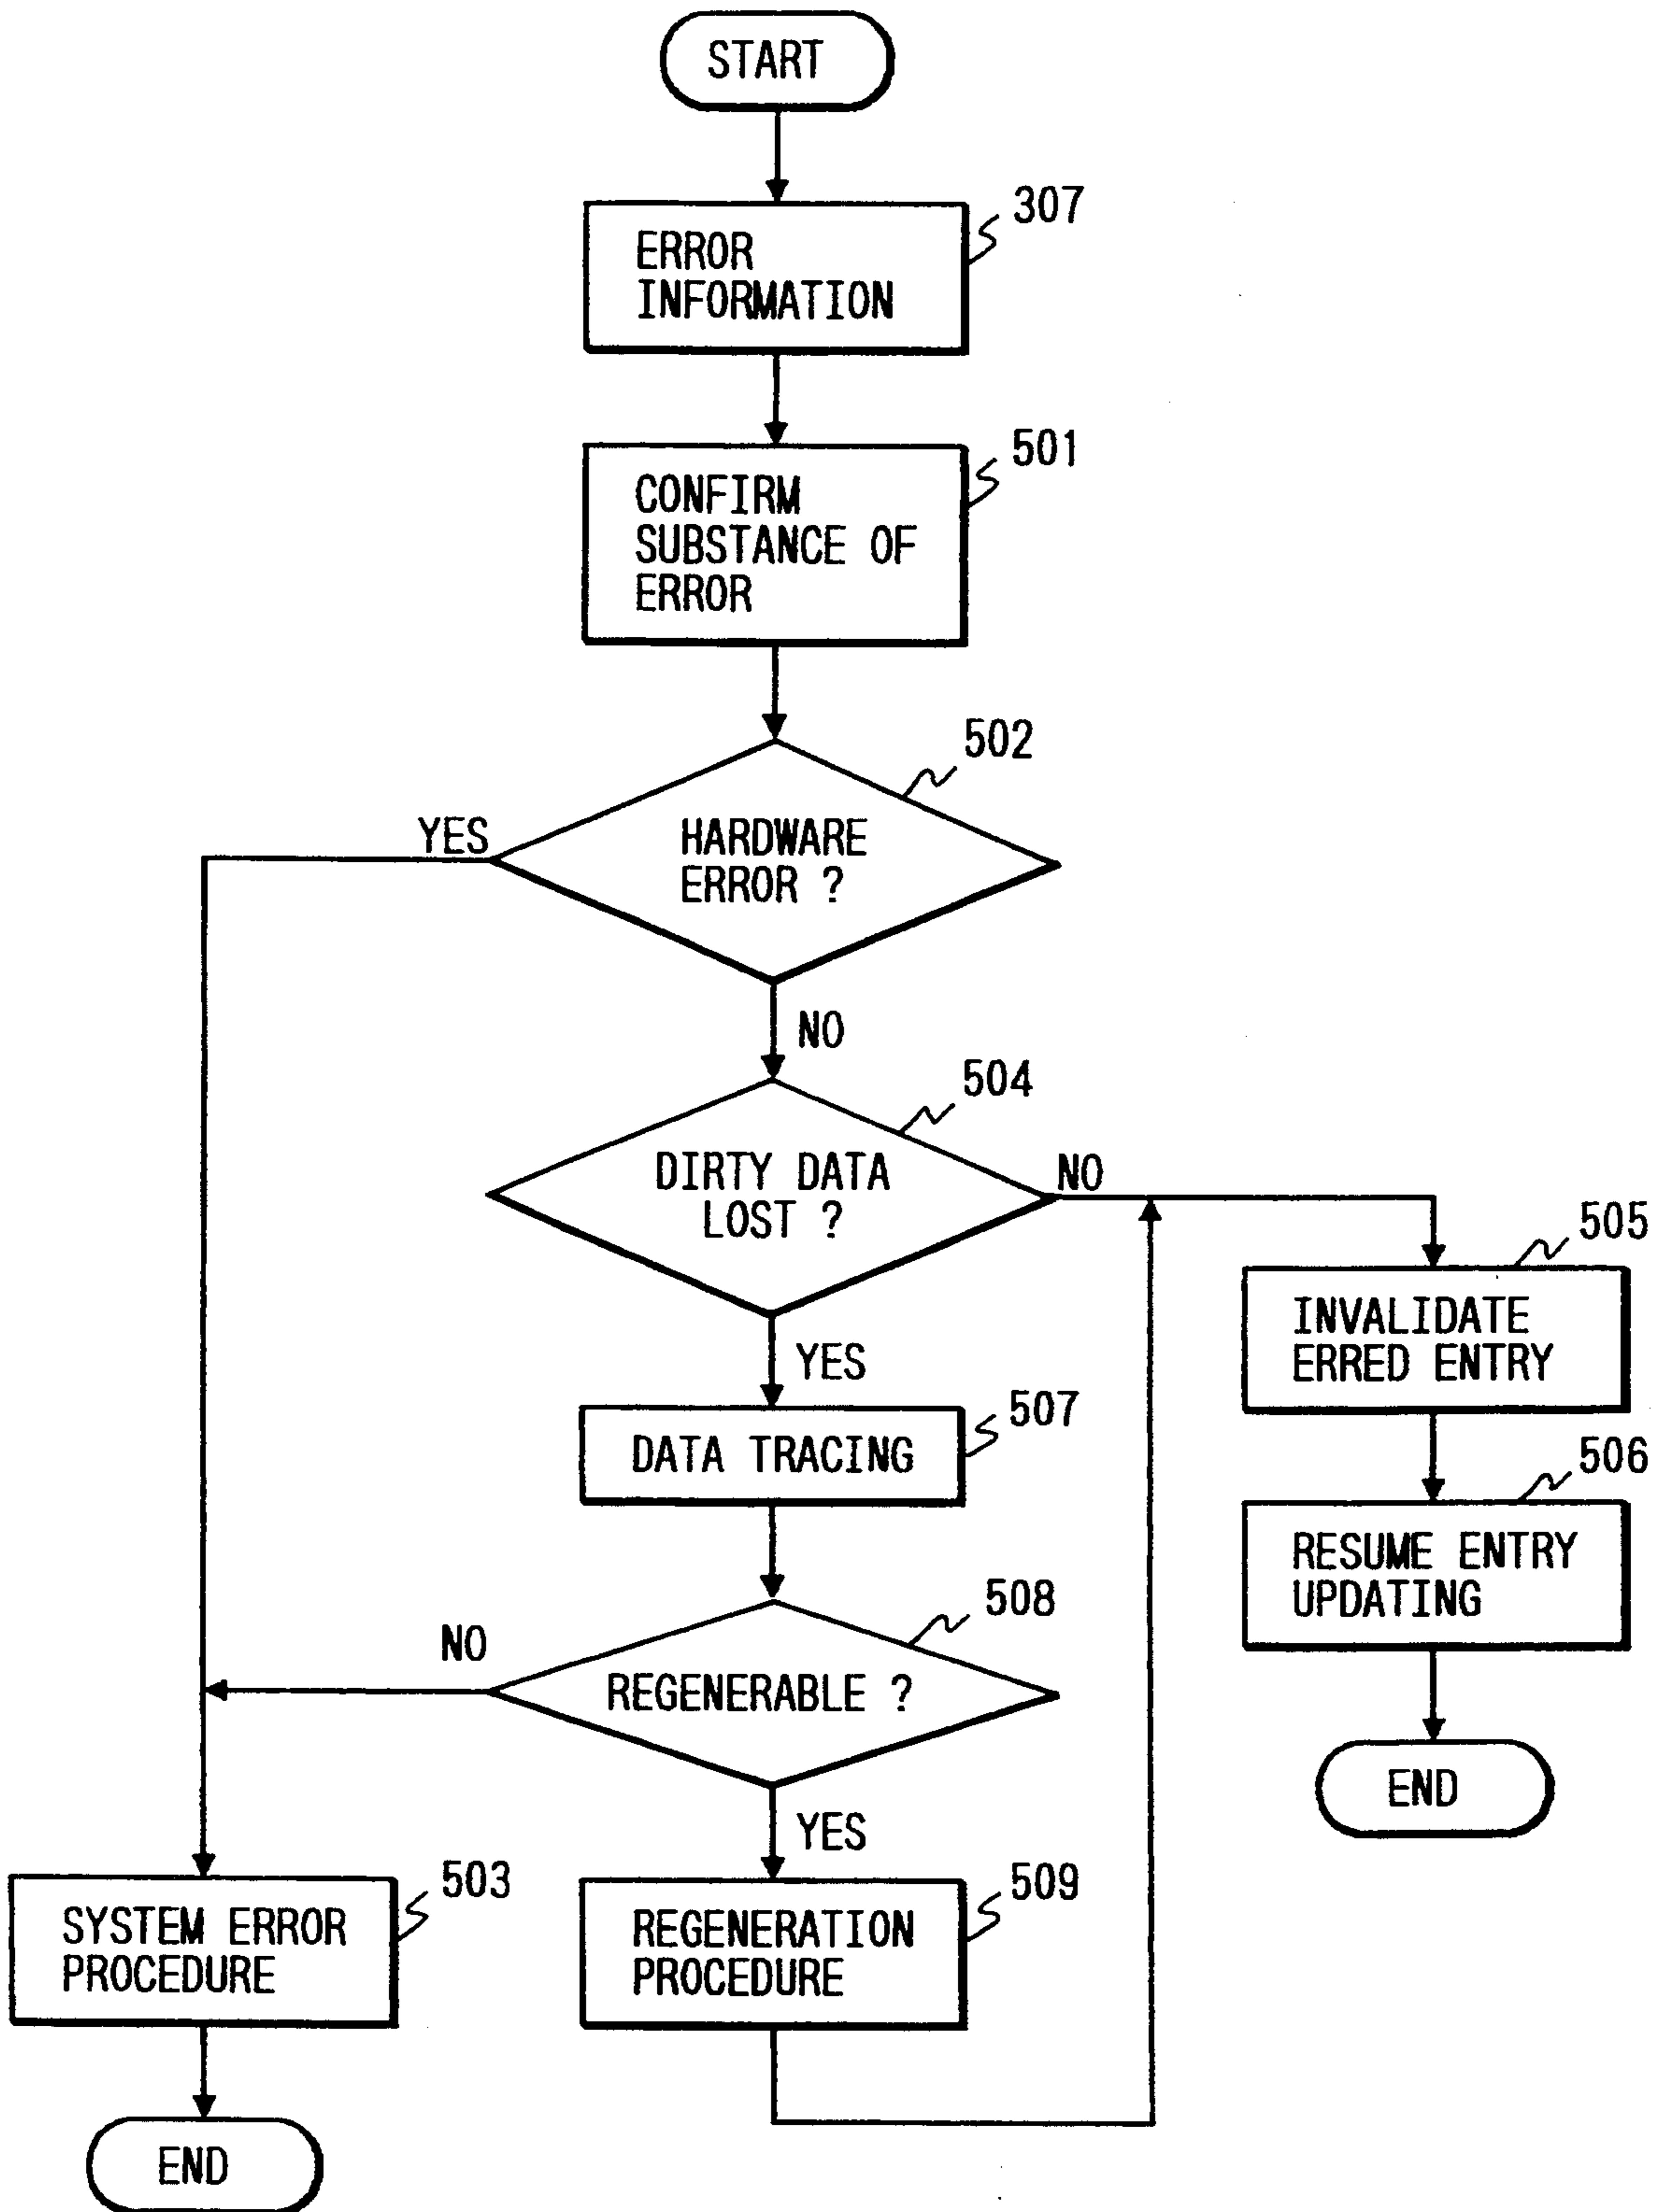 START
307
ERROR
INFORMATION
501
CONFIRM
SUBSTANCE OF
ERROR
502
YES
HARDWARE
ERROR ?
NO
504
DIRTY DATA
LOST ?
NO
505
INVALIDATE
ERRED ENTRY
YES
507
DATA TRACING
506
RESUME ENTRY
UPDATING
508
NO
REGENERABLE ?
END
YES
503
SYSTEM ERROR
PROCEDURE
509
REGENERATION
PROCEDURE
END